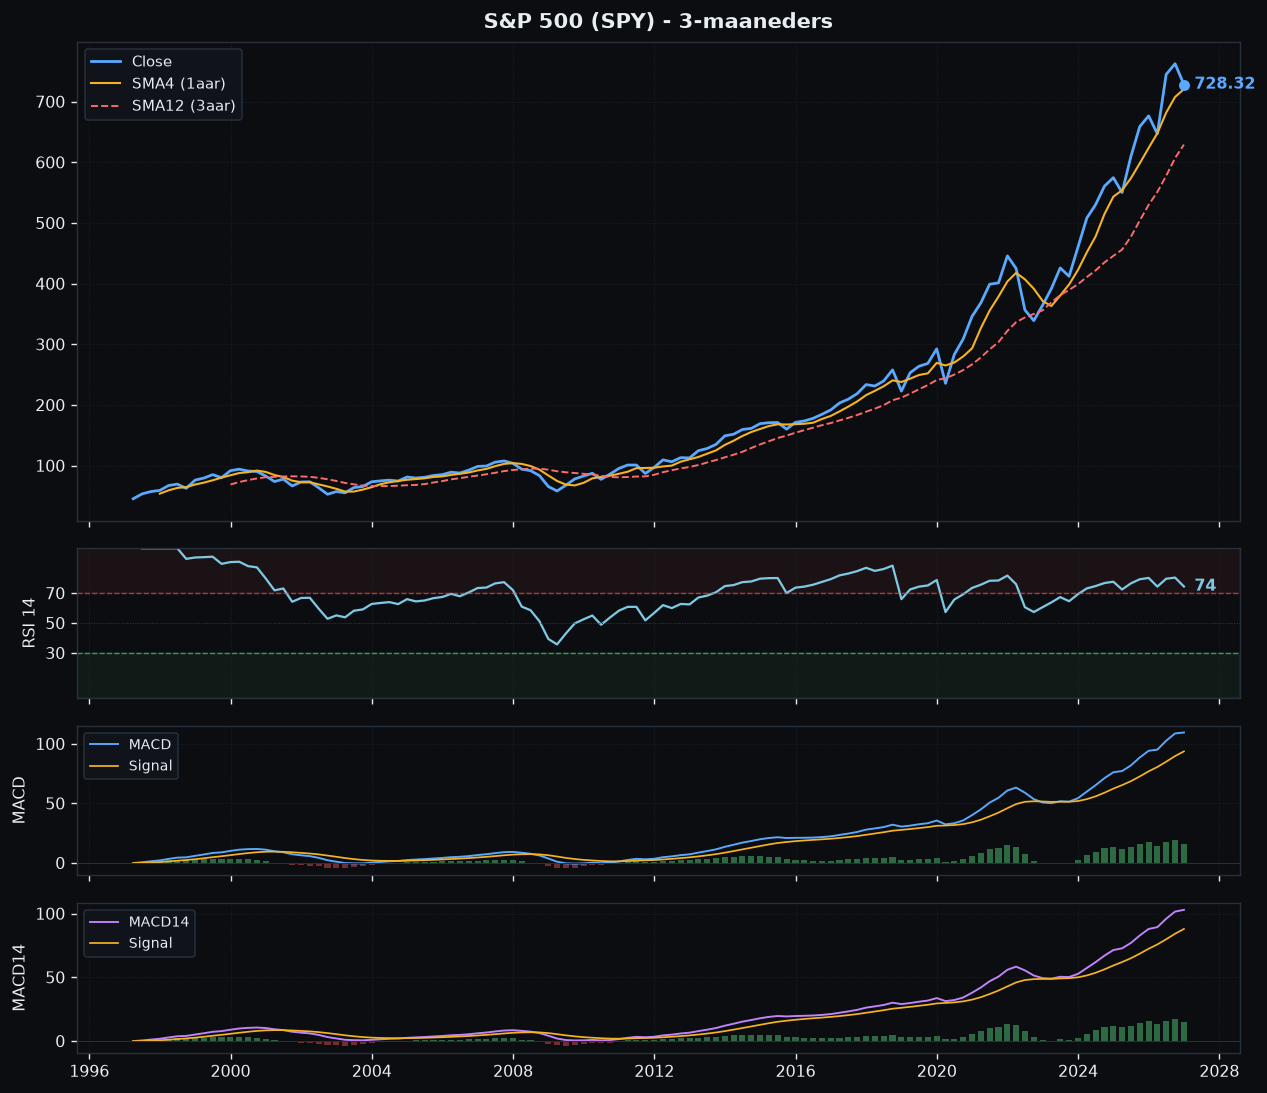 S&P 500 (SPY) - 3-maaneders
Close
SMA4 (1aar)
SMA12 (3aar)
728.32
700
600
500
400
300
200
100
RSI 14
70
50
30
74
MACD
MACD
Signal
100
50
0
MACD14
MACD14
Signal
100
50
0
1996 2000 2004 2008 2012 2016 2020 2024 2028